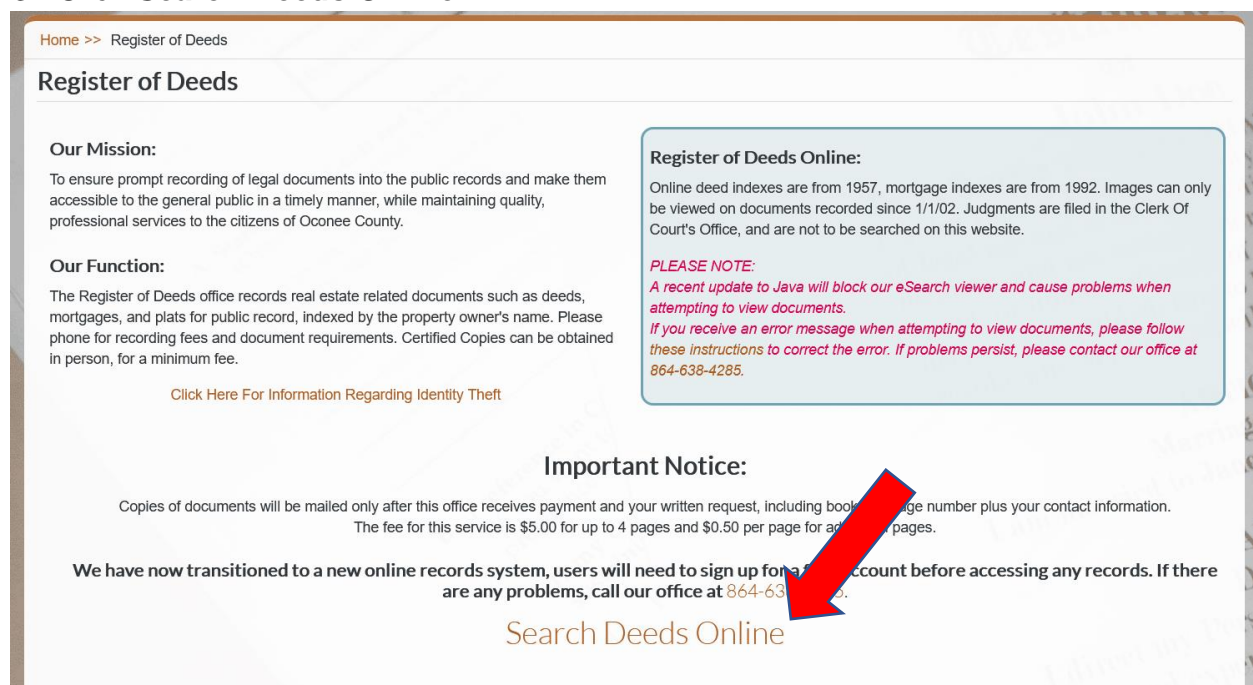 Home >> Register of Deeds
Register of Deeds
Our Mission:
To ensure prompt recording of legal documents into the public records and make them
accessible to the general public in a timely manner, while maintaining quality,
professional services to the citizens of Oconee County.
Our Function:
The Register of Deeds office records real estate related documents such as deeds,
mortgages, and plats for public record, indexed by the property owner's name. Please
phone for recording fees and document requirements. Certified Copies can be obtained
in person, for a minimum fee.
Click Here For Information Regarding Identity Theft
Register of Deeds Online:
Online deed indexes are from 1957, mortgage indexes are from 1992. Images can only
be viewed on documents recorded since 1/1/02. Judgments are filed in the Clerk Of
Court's Office, and are not to be searched on this website.
PLEASE NOTE:
A recent update to Java will block our eSearch viewer and cause problems when
attempting to view documents.
If you receive an error message when attempting to view documents, please follow
these instructions to correct the error. If problems persist, please contact our office at
864-638-4285.
Important Notice:
Copies of documents will be mailed only after this office receives payment and your written request, including book number plus your contact information.
The fee for this service is $5.00 for up to 4 pages and $0.50 per page for pages.
We have now transitioned to a new online records system, users will need to sign up for a account before accessing any records. If there
are any problems, call our office at
Search Deeds Online